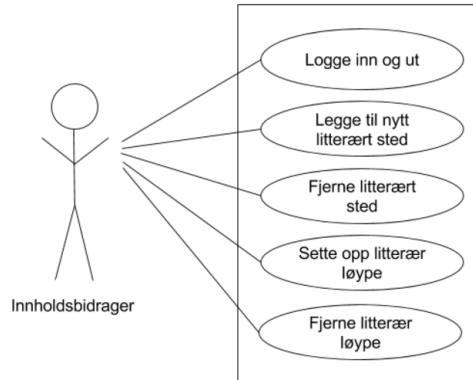 Logge inn og ut
Legge til nytt
litterært sted
Fjerne litterært
sted
Sette opp litterær
løype
Innholdsbidrager
Fjerne litterær
løype